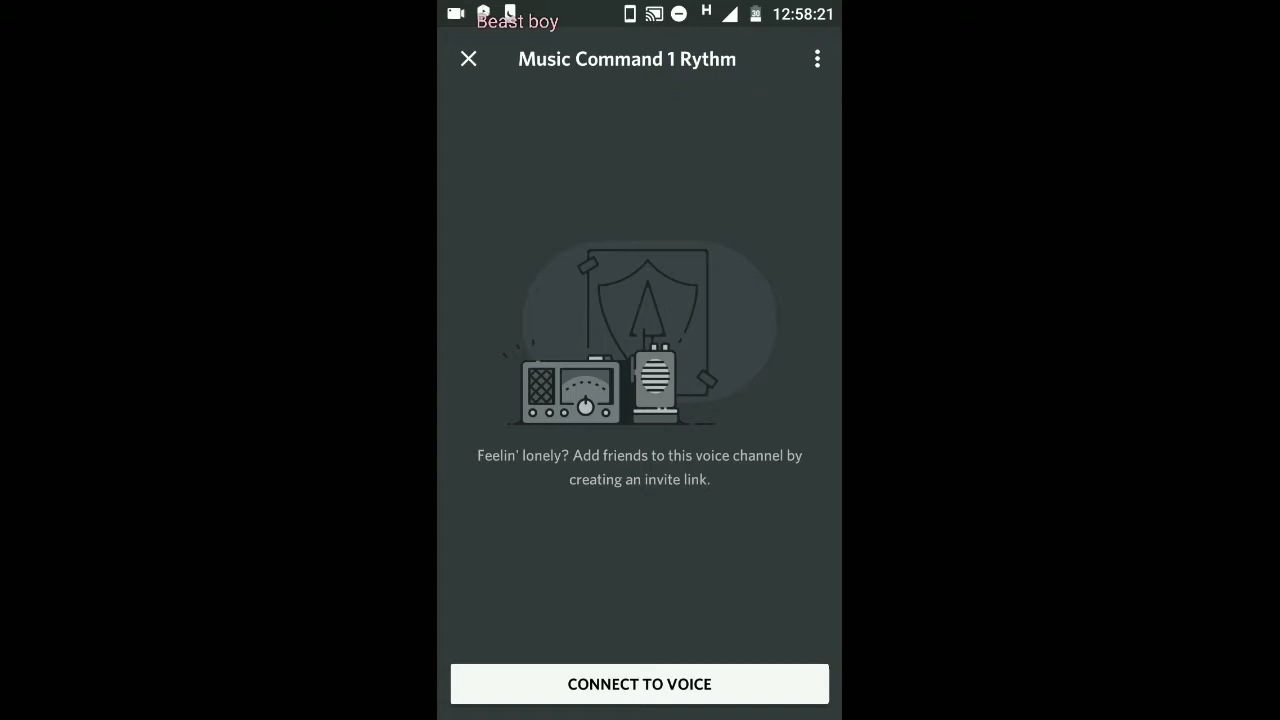 Beast boy
H
30
12:58:21
Music Command 1 Rythm
Feelin' lonely? Add friends to this voice channel by
creating an invite link.
CONNECT TO VOICE